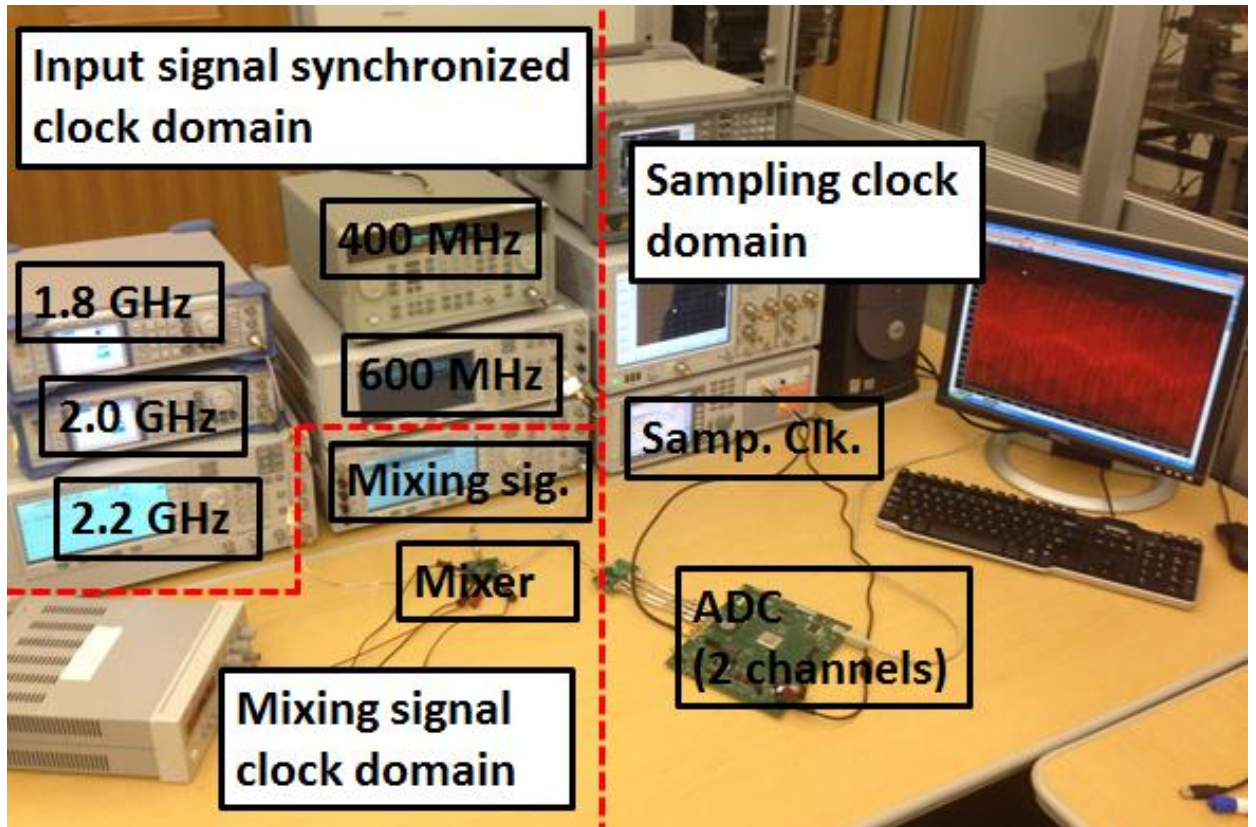 Input signal synchronized
clock domain
Sampling clock
domain
400 MHz
1.8 GHz
600 MHz
2.0 GHz
Samp. Clk.
Mixing sig.
2.2 GHz
Mixer
ADC
(2 channels)
Mixing signal
clock domain